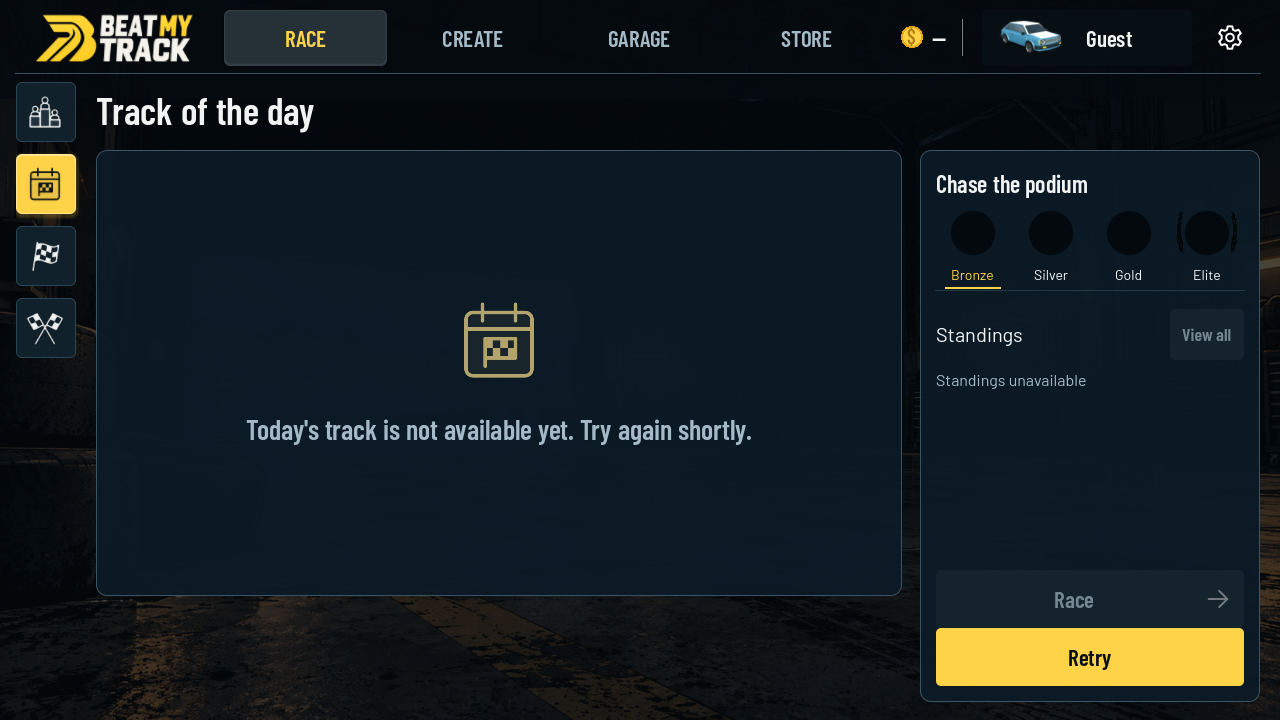 BEAT MY
TRACK
RACE
CREATE
GARAGE
STORE
–
Guest
Track of the day
Today's track is not available yet. Try again shortly.
Chase the podium
Bronze
Silver
Gold
Elite
Standings
View all
Standings unavailable
Race
Retry